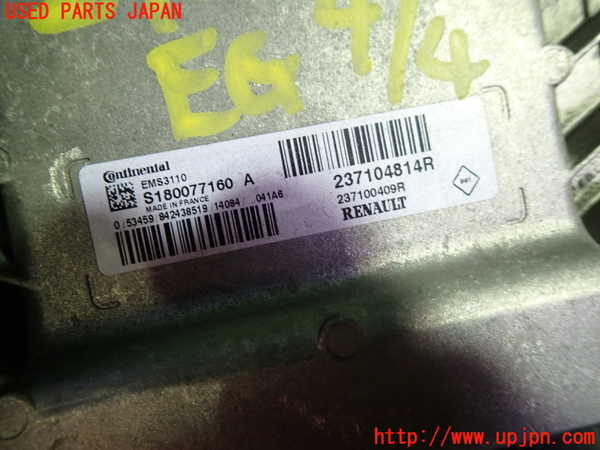 USED PARTS JAPAN
EG 4/4
Continental
EMS3110
S180077160 A
MADE IN FRANCE
0:53459 842438519 14084 041A6
237104814R
237100409R
RENAULT
https://www.upjpn.com/